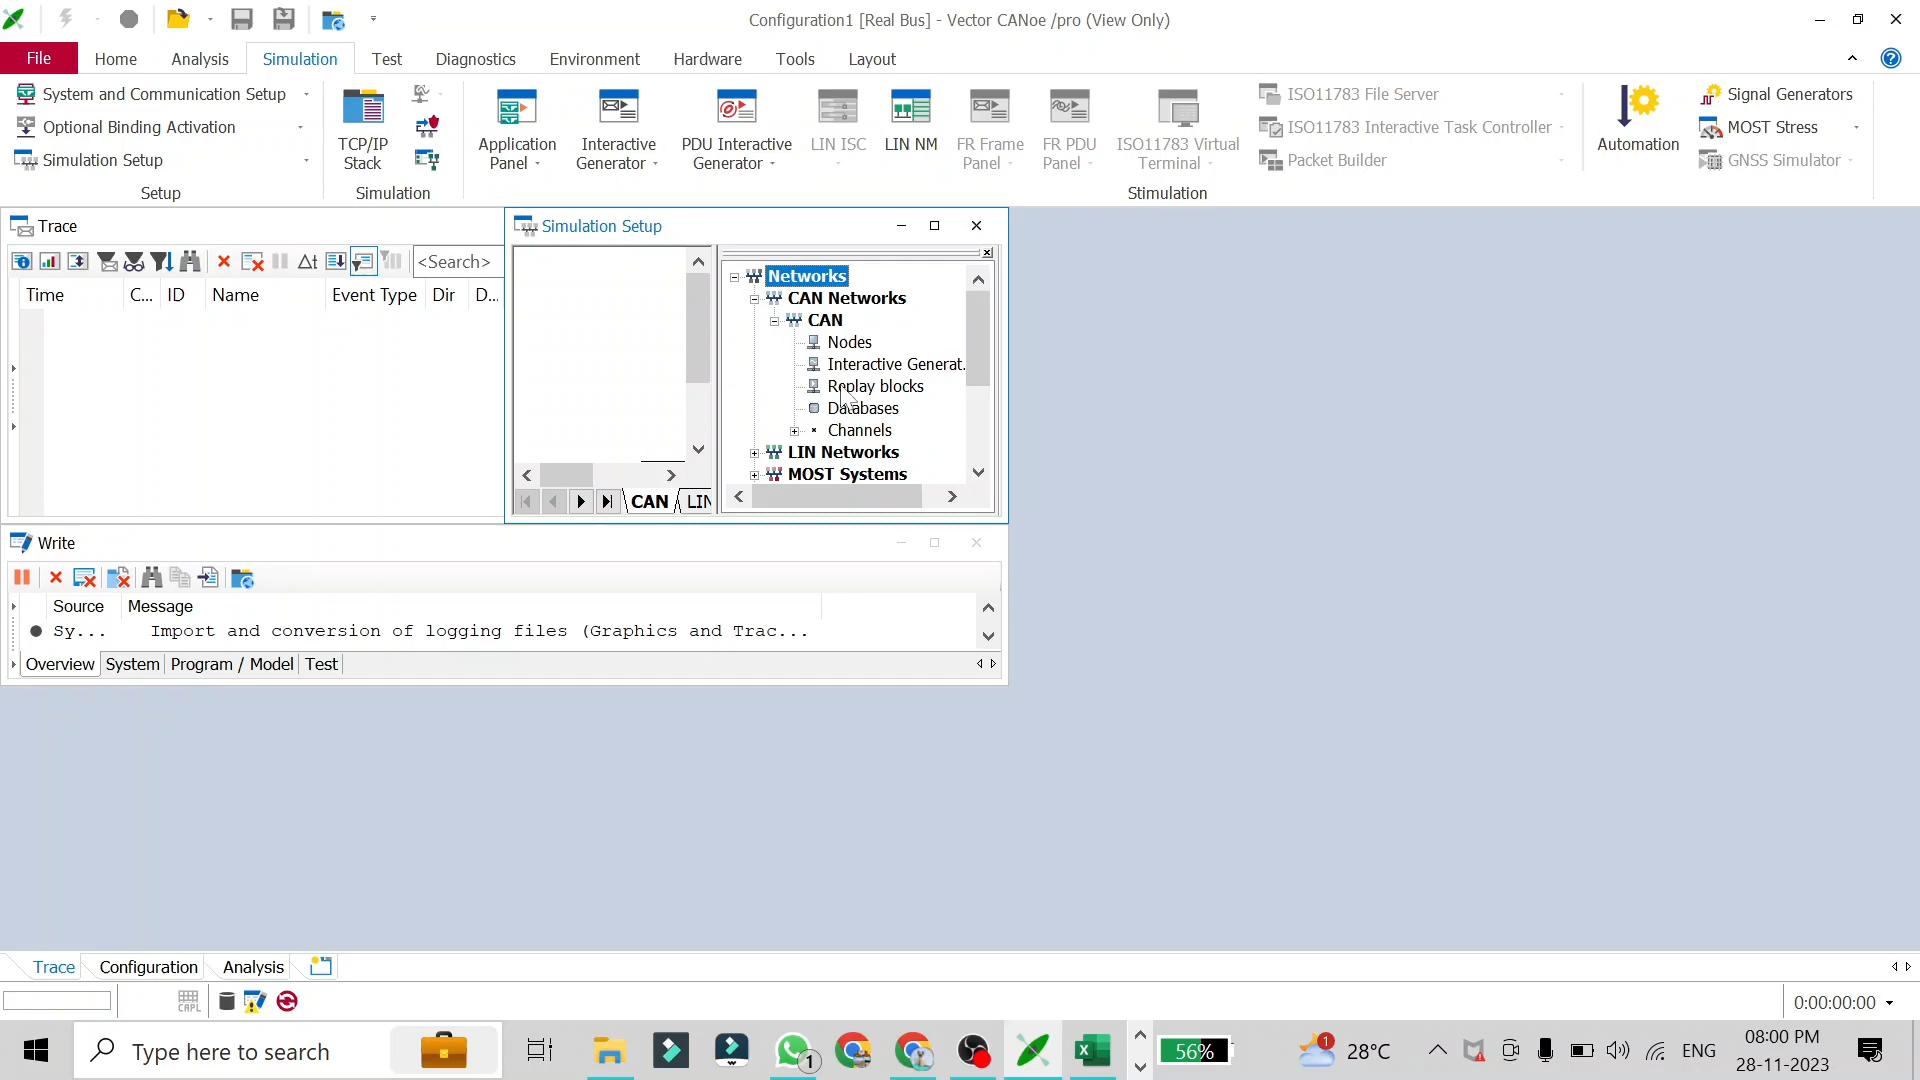 Configuration1 [Real Bus] - Vector CANoe /pro (View Only)
File Home Analysis Simulation Test Diagnostics Environment Hardware Tools Layout
System and Communication Setup
Optional Binding Activation
Simulation Setup
Setup
TCP/IP
Stack
Simulation
Application
Panel
Interactive
Generator
PDU Interactive
Generator
LIN ISC
LIN NM
FR Frame
Panel
FR PDU
Panel
ISO11783 Virtual
Terminal
ISO11783 File Server
ISO11783 Interactive Task Controller
Packet Builder
Stimulation
Automation
Signal Generators
MOST Stress
GNSS Simulator
Trace
<Search>
Time C... ID Name Event Type Dir D...
Simulation Setup
CAN LIN
Networks
CAN Networks
CAN
Nodes
Interactive Generat.
Replay blocks
Databases
Channels
LIN Networks
MOST Systems
Write
Source Message
Sy... Import and conversion of logging files (Graphics and Trac...
Overview System Program / Model Test
Trace Configuration Analysis
CAPL
0:00:00:00
Type here to search
1
56%
1
28°C
ENG
08:00 PM
28-11-2023